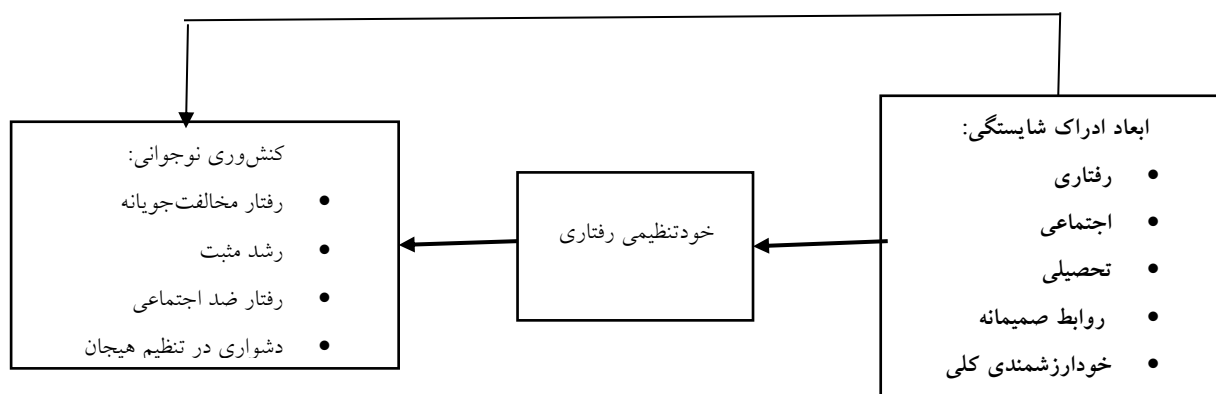 ابعاد ادراک شایستگی:
• رفتاری
• اجتماعی
• تحصیلی
• روابط صمیمانه
• خودارزشمندی کلی
خودتنظیمی رفتاری
کنش‌وری نوجوانی:
• رفتار مخالفت‌جویانه
• رشد مثبت
• رفتار ضد اجتماعی
• دشواری در تنظیم هیجان